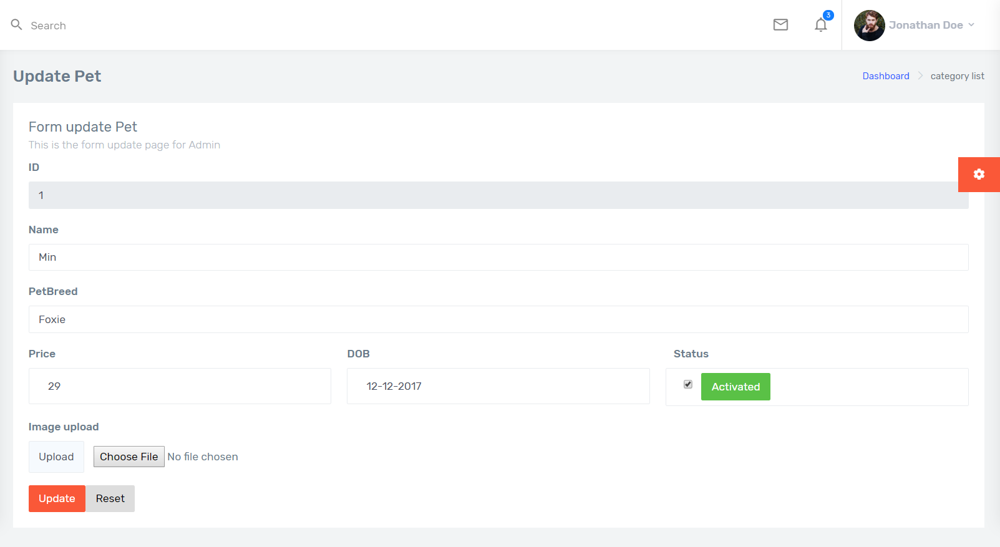 Search
3
Jonathan Doe
Update Pet
Dashboard
category list
Form update Pet
This is the form update page for Admin
ID
1
Name
Min
PetBreed
Foxie
Price
DOB
Status
29
12-12-2017
Activated
Image upload
Upload
Choose File No file chosen
Update
Reset